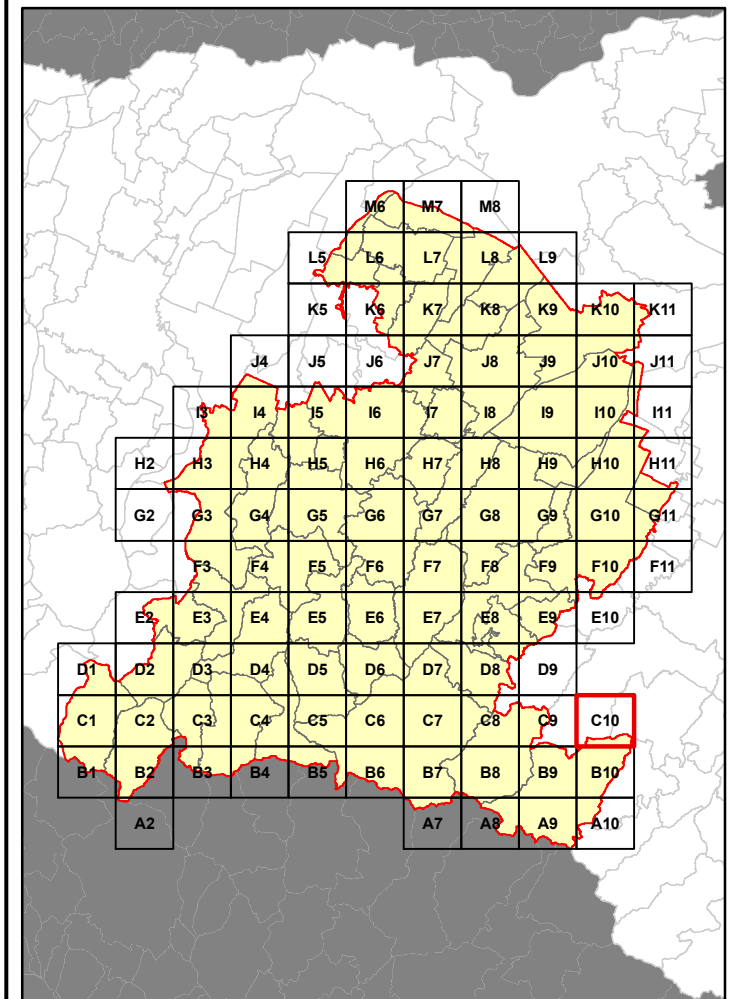 M6 M7 M8
L5 L6 L7 L8 L9
K5 K6 K7 K8 K9 K10 K11
J4 J5 J6 J7 J8 J9 J10 J11
I3 I4 I5 I6 I7 I8 I9 I10 I11
H2 H3 H4 H5 H6 H7 H8 H9 H10 H11
G2 G3 G4 G5 G6 G7 G8 G9 G10 G11
F3 F4 F5 F6 F7 F8 F9 F10 F11
E2 E3 E4 E5 E6 E7 E8 E9 E10
D1 D2 D3 D4 D5 D6 D7 D8 D9
C1 C2 C3 C4 C5 C6 C7 C8 C9 C10
B1 B2 B3 B4 B5 B6 B7 B8 B9 B10
A2 A7 A8 A9 A10